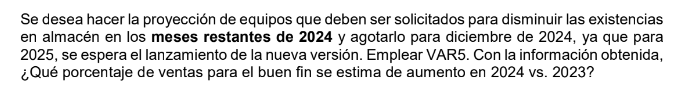 Se desea hacer la proyección de equipos que deben ser solicitados para disminuir las existencias
en almacén en los meses restantes de 2024 y agotarlo para diciembre de 2024, ya que para
2025, se espera el lanzamiento de la nueva versión. Emplear VAR5. Con la información obtenida,
¿Qué porcentaje de ventas para el buen fin se estima de aumento en 2024 vs. 2023?